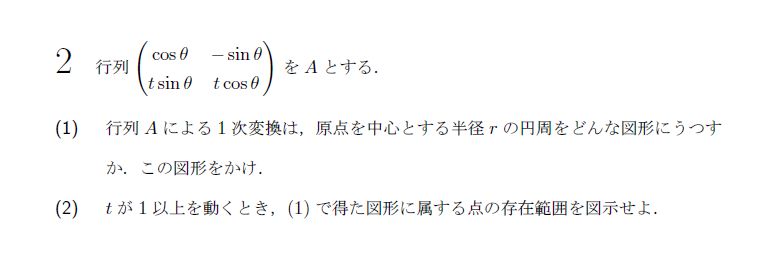 2 行列 $\begin{pmatrix} \cos\theta & -\sin\theta \\ t\sin\theta & t\cos\theta \end{pmatrix}$ を A とする．
(1) 行列 A による 1 次変換は，原点を中心とする半径 r の円周をどんな図形にうつす
か．この図形をかけ．
(2) t が 1 以上を動くとき，(1) で得た図形に属する点の存在範囲を図示せよ．